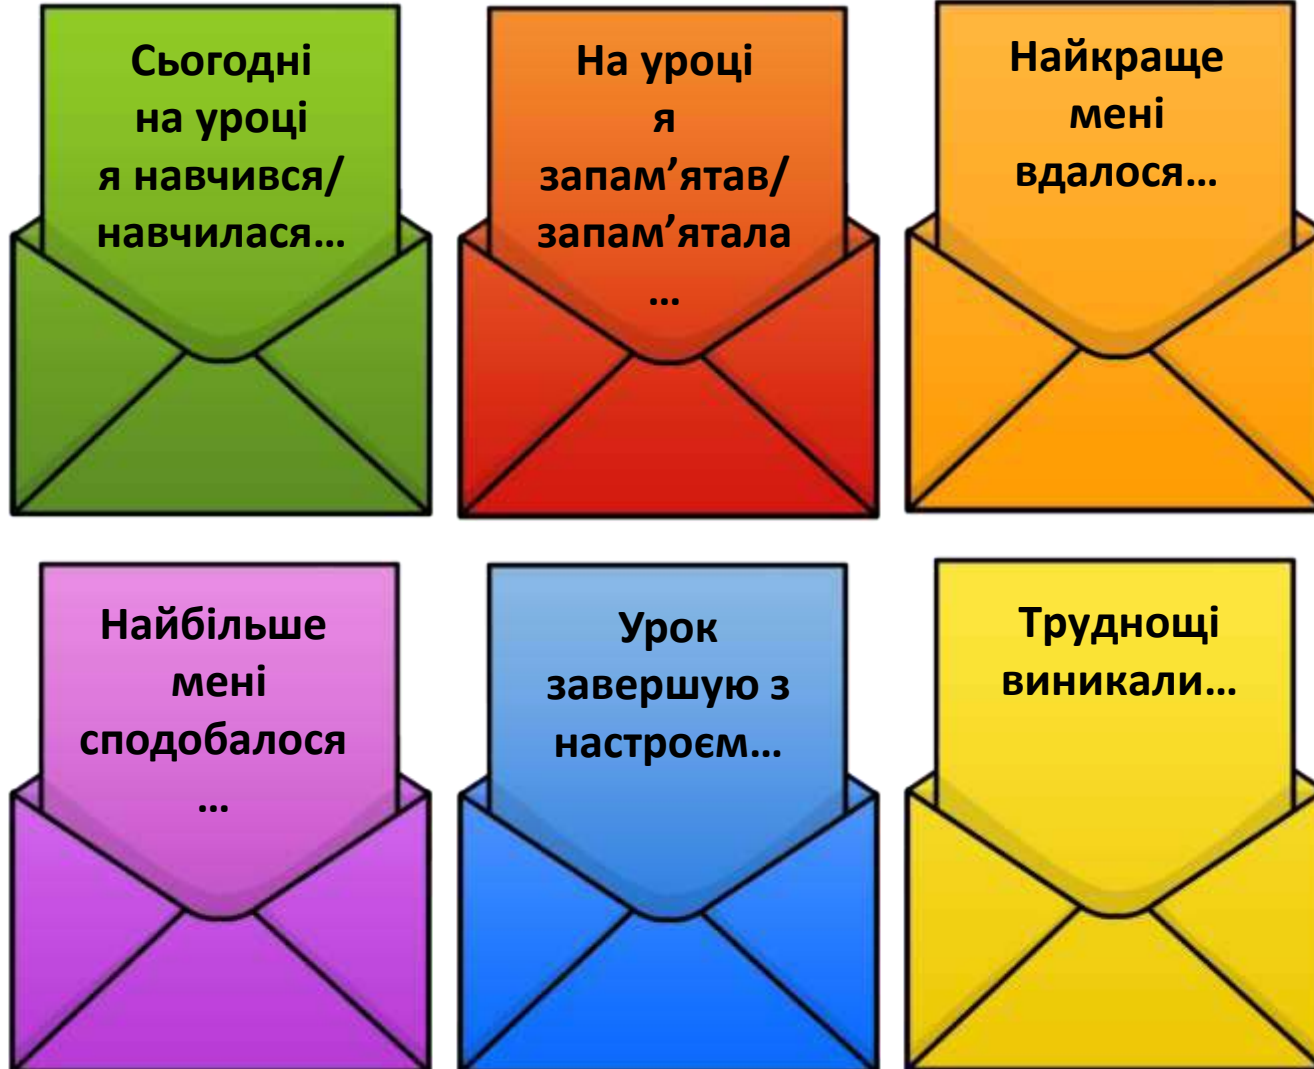 Сьогодні
на уроці
я навчився/
навчилася…
На уроці
я
запам’ятав/
запам’ятала
…
Найкраще
мені
вдалося…
Найбільше
мені
сподобалося
…
Урок
завершую з
настроєм…
Труднощі
виникали…